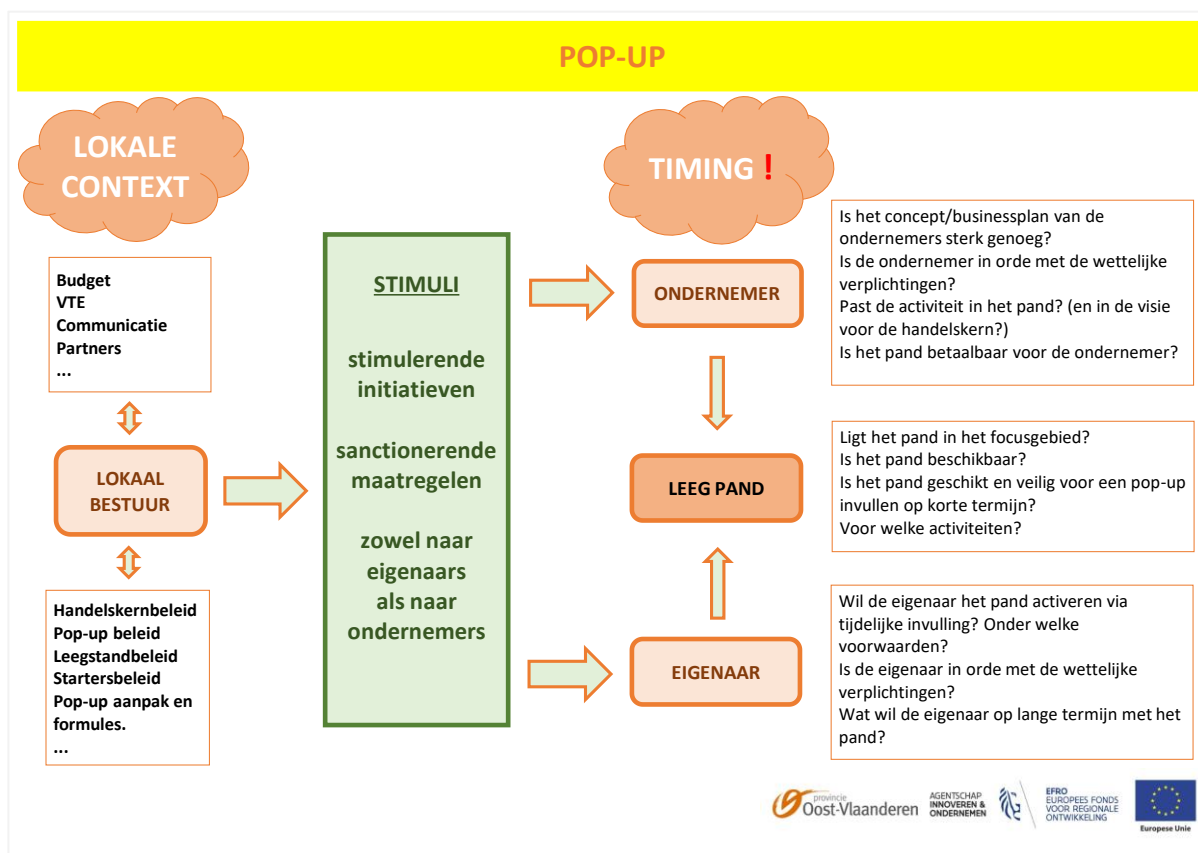 POP-UP
LOKALE
CONTEXT
Budget
VTE
Communicatie
Partners
...
LOKAAL
BESTUUR
Handelskernbeleid
Pop-up beleid
Leegstandbeleid
Startersbeleid
Pop-up aanpak en
formules.
...
STIMULI
stimulerende
initiatieven
sanctionerende
maatregelen
zowel naar
eigenaars
als naar
ondernemers
TIMING !
ONDERNEMER
LEEG PAND
EIGENAAR
Is het concept/businessplan van de
ondernemers sterk genoeg?
Is de ondernemer in orde met de wettelijke
verplichtingen?
Past de activiteit in het pand? (en in de visie
voor de handelskern?)
Is het pand betaalbaar voor de ondernemer?
Ligt het pand in het focusgebied?
Is het pand beschikbaar?
Is het pand geschikt en veilig voor een pop-up
invullen op korte termijn?
Voor welke activiteiten?
Wil de eigenaar het pand activeren via
tijdelijke invulling? Onder welke
voorwaarden?
Is de eigenaar in orde met de wettelijke
verplichtingen?
Wat wil de eigenaar op lange termijn met het
pand?
provincie
Oost-Vlaanderen
AGENTSCHAP
INNOVEREN &
ONDERNEMEN
EFRO
EUROPEES FONDS
VOOR REGIONALE
ONTWIKKELING
Europese Unie